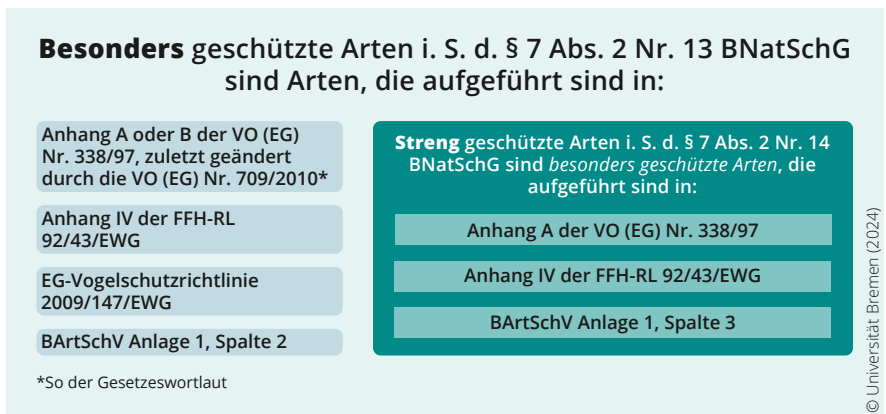 Besonders geschützte Arten i. S. d. § 7 Abs. 2 Nr. 13 BNatSchG
sind Arten, die aufgeführt sind in:
Anhang A oder B der VO (EG)
Nr. 338/97, zuletzt geändert
durch die VO (EG) Nr. 709/2010*
Anhang IV der FFH-RL
92/43/EWG
EG-Vogelschutzrichtlinie
2009/147/EWG
BArtSchV Anlage 1, Spalte 2
*So der Gesetzeswortlaut
Streng geschützte Arten i. S. d. § 7 Abs. 2 Nr. 14
BNatSchG sind besonders geschützte Arten, die
aufgeführt sind in:
Anhang A der VO (EG) Nr. 338/97
Anhang IV der FFH-RL 92/43/EWG
BArtSchV Anlage 1, Spalte 3
© Universität Bremen (2024)